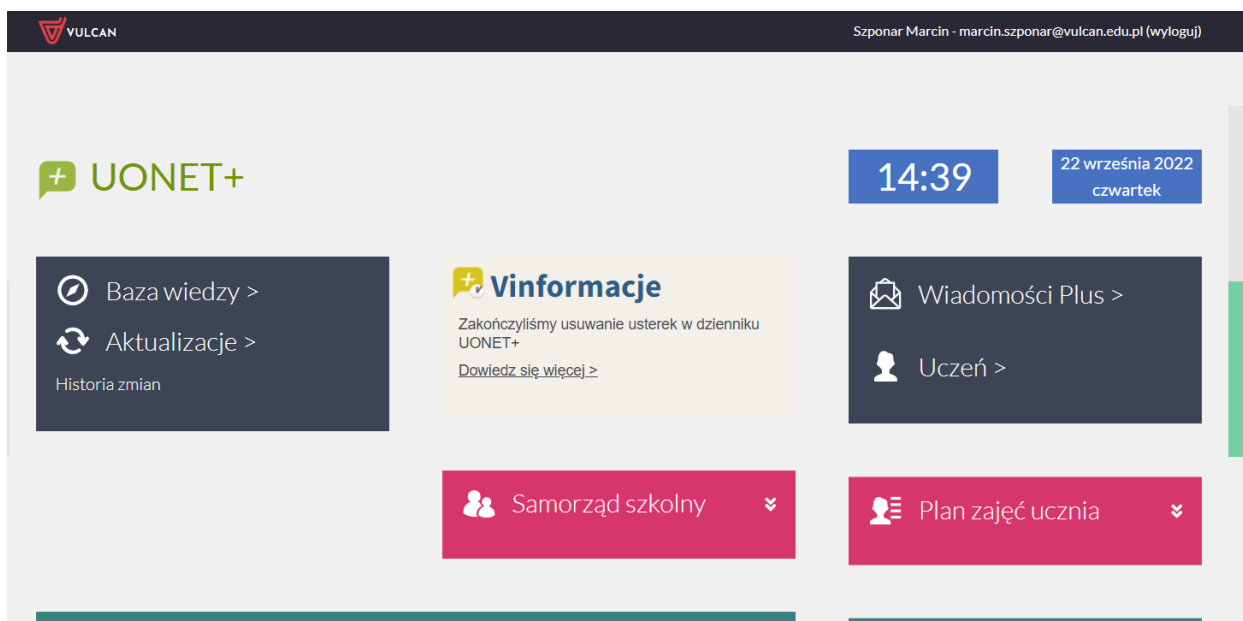 VULCAN
Szponar Marcin - marcin.szponar@vulcan.edu.pl (wyloguj)
UONET+
14:39
22 września 2022
czwartek
Baza wiedzy >
Aktualizacje >
Historia zmian
Vinformacje
Zakończyliśmy usuwanie usterek w dzienniku
UONET+
Dowiedz się więcej >
Wiadomości Plus >
Uczeń >
Samorząd szkolny
Plan zajęć ucznia